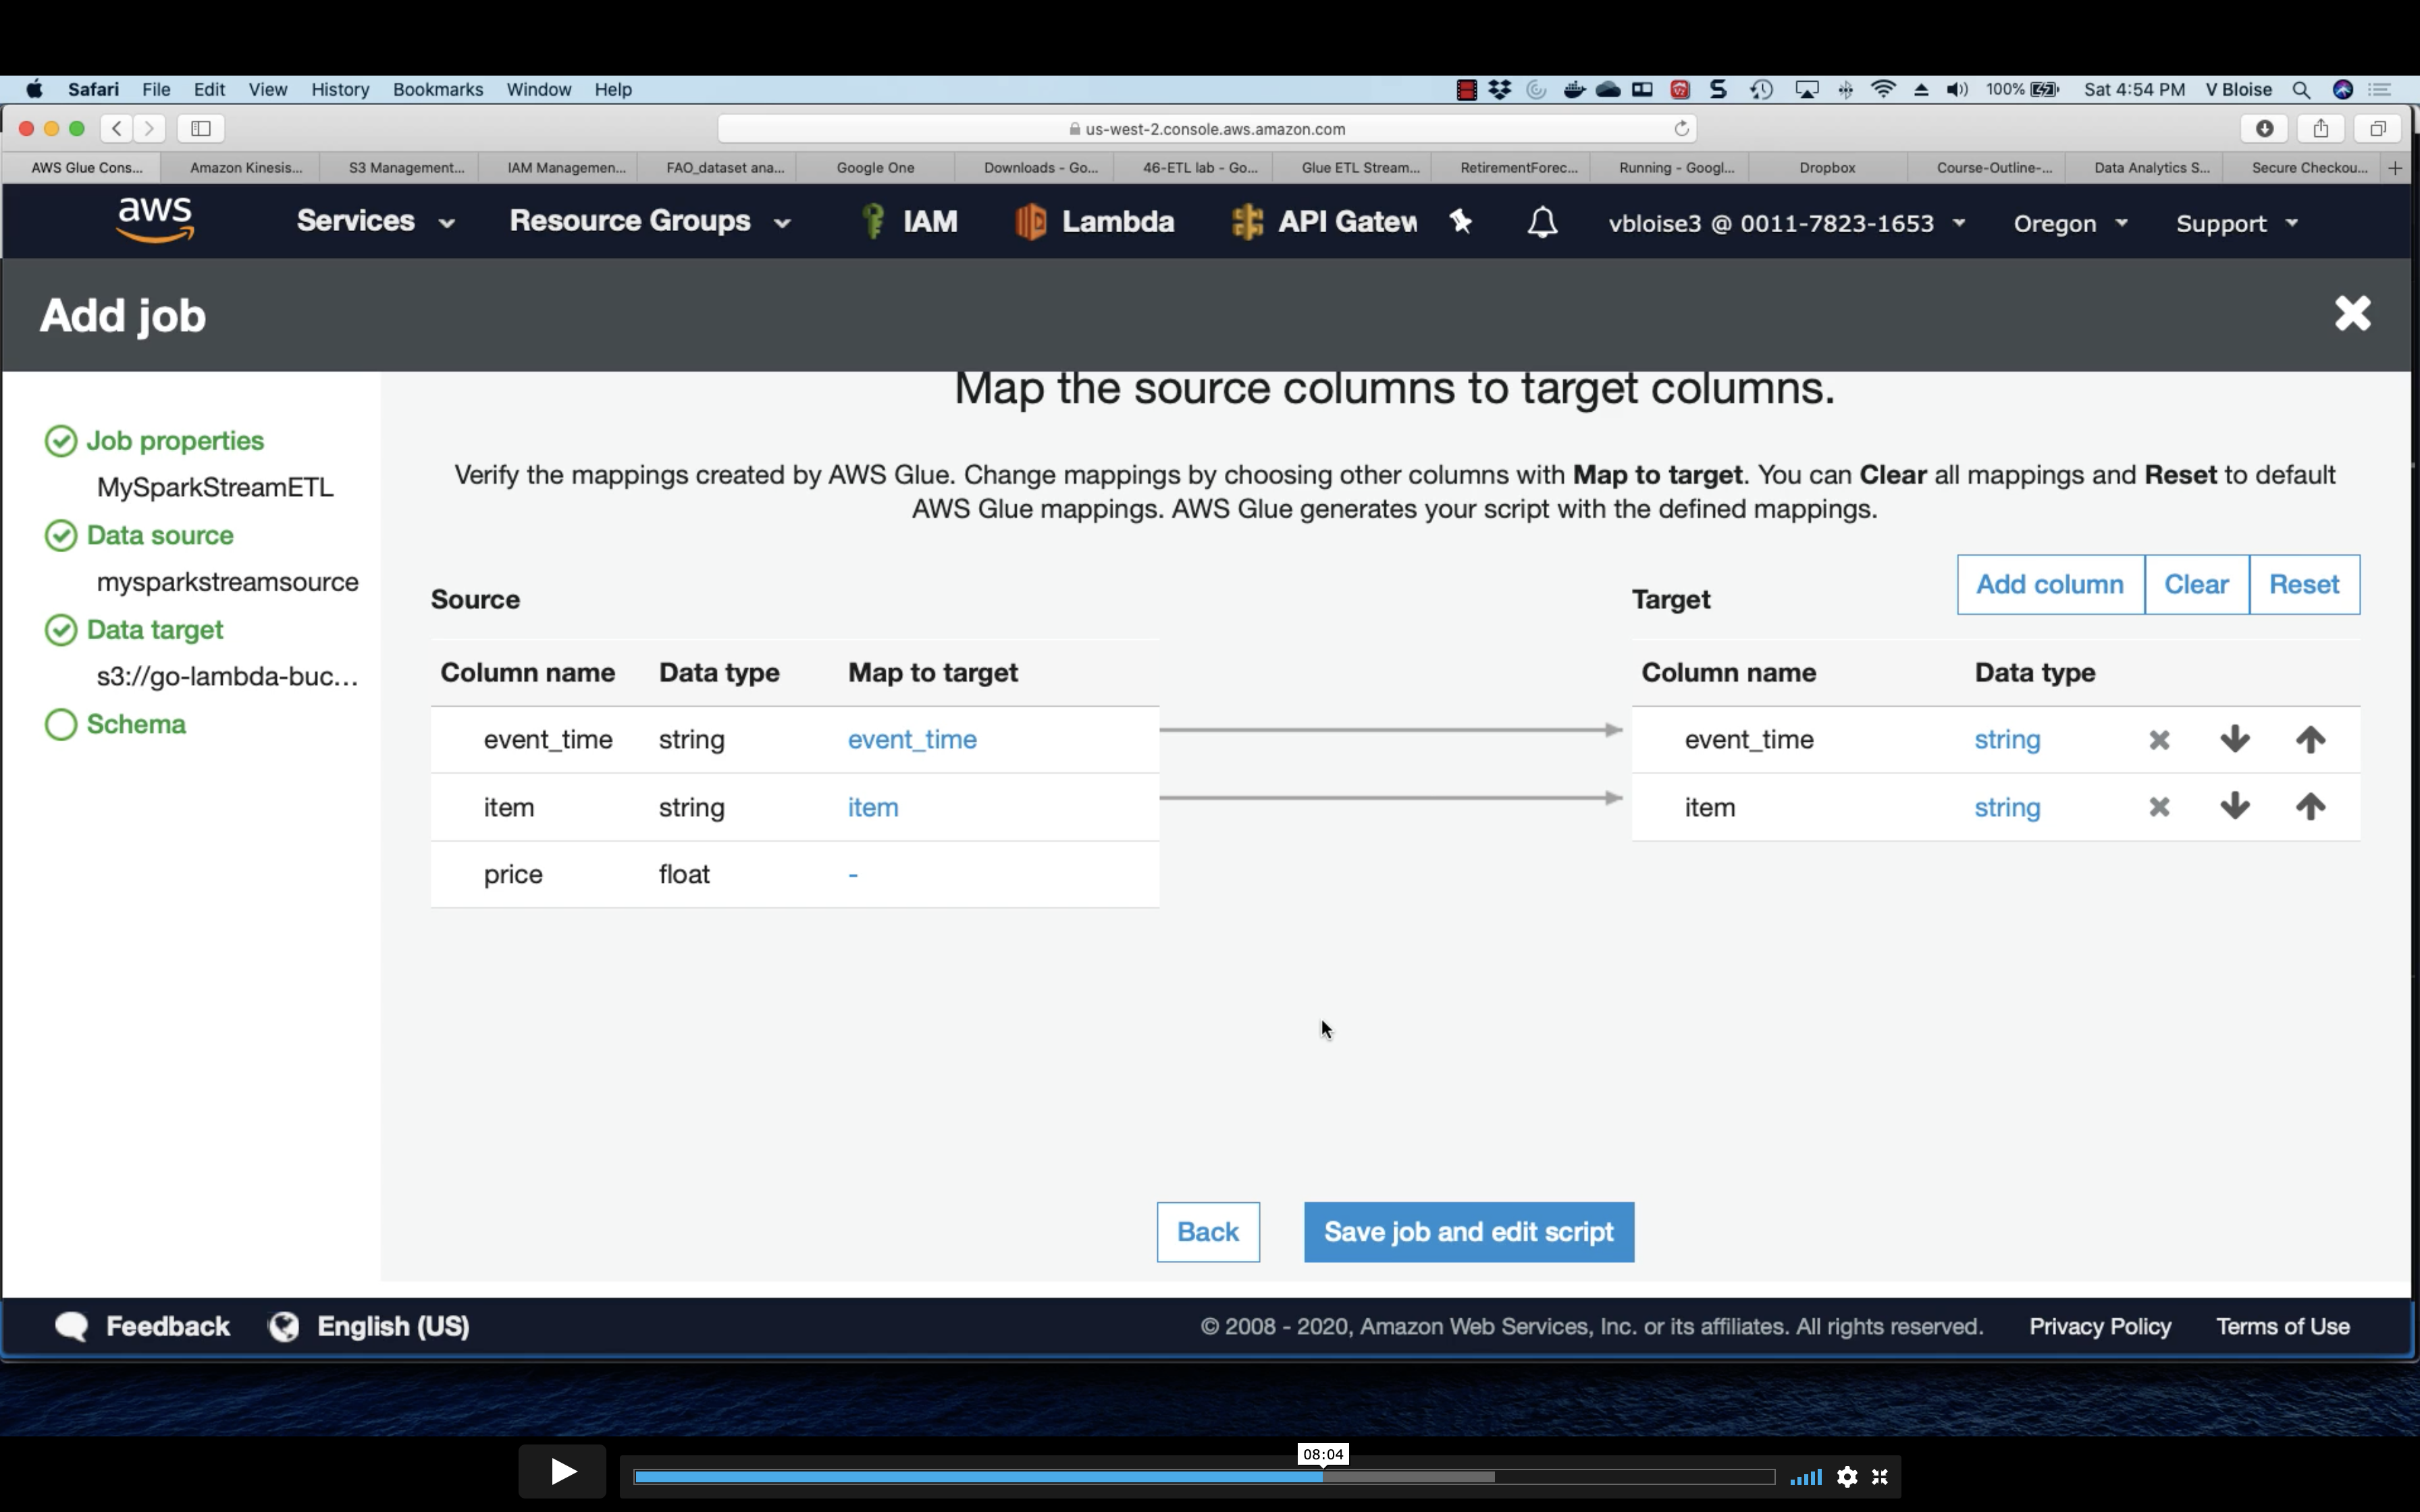 Safari File Edit View History Bookmarks Window Help 100% Sat 4:54 PM V Bloise
us-west-2.console.aws.amazon.com
AWS Glue Cons... Amazon Kinesis... S3 Management... IAM Managemen... FAO_dataset ana... Google One Downloads - Go... 46-ETL lab - Go... Glue ETL Stream... RetirementForec... Running - Googl... Dropbox Course-Outline-... Data Analytics S... Secure Checkou...
aws Services Resource Groups IAM Lambda API Gatew vbloise3 @ 0011-7823-1653 Oregon Support
Add job
Map the source columns to target columns.
Job properties
MySparkStreamETL
Data source
mysparkstreamsource
Data target
s3://go-lambda-buc...
Schema
Verify the mappings created by AWS Glue. Change mappings by choosing other columns with Map to target. You can Clear all mappings and Reset to default
AWS Glue mappings. AWS Glue generates your script with the defined mappings.
Source
Column name Data type Map to target
event_time string event_time
item string item
price float -
Target Add column Clear Reset
Column name Data type
event_time string
item string
Back Save job and edit script
Feedback English (US) © 2008 - 2020, Amazon Web Services, Inc. or its affiliates. All rights reserved. Privacy Policy Terms of Use
08:04